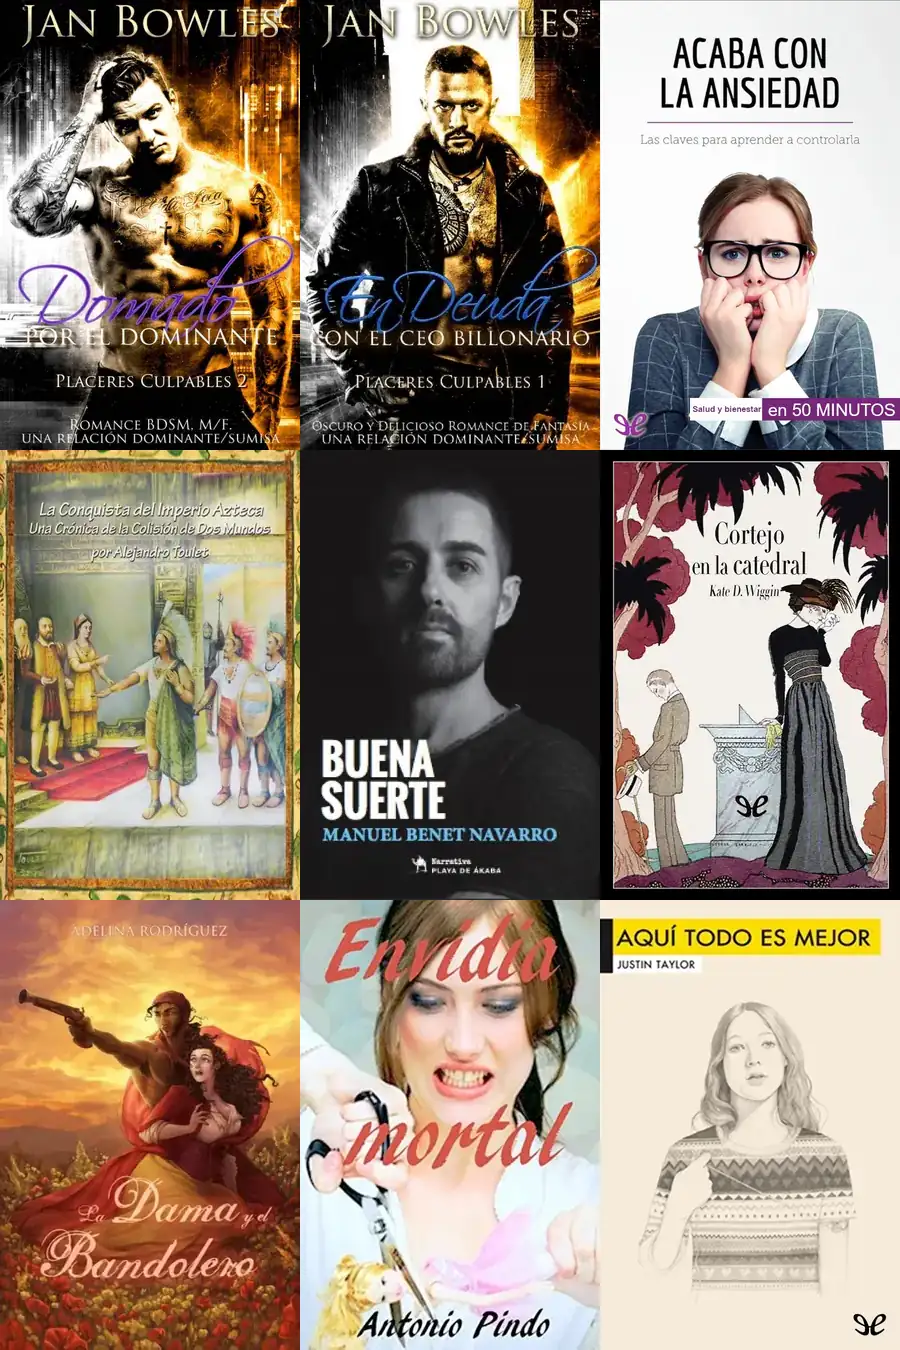 JAN BOWLES
Domado
POR EL DOMINANTE
PLACERES CULPABLES 2
ROMANCE BDSM, M/F.
UNA RELACIÓN DOMINANTE/SUMISA
JAN BOWLES
En Deuda
CON EL CEO BILLONARIO
PLACERES CULPABLES 1
OSCURO Y DELICIOSO ROMANCE DE FANTASÍA
UNA RELACIÓN DOMINANTE/SUMISA
ACABA CON
LA ANSIEDAD
Las claves para aprender a controlarla
Salud y bienestar en 50 MINUTOS
La Conquista del Imperio Azteca
Una Crónica de la Colisión de Dos Mundos
por Alejandro Toulet
BUENA
SUERTE
MANUEL BENET NAVARRO
Narrativa
PLAYA DE ÁKABA
Cortejo
en la catedral
Kate D. Wiggin
ADELINA RODRÍGUEZ
La Dama y el
Bandolero
Envidia
mortal
Antonio Pindo
AQUÍ TODO ES MEJOR
JUSTIN TAYLOR